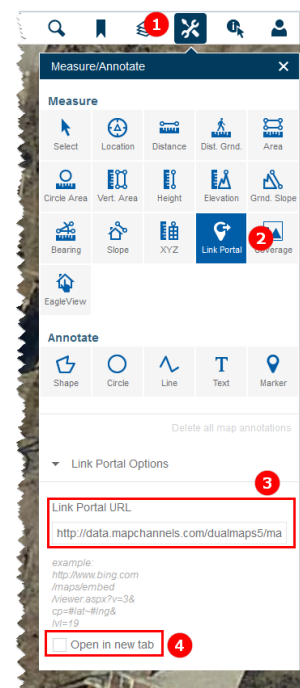 1
Measure/Annotate
Measure
Select Location Distance Dist. Grnd. Area
Circle Area Vert. Area Height Elevation Grnd. Slope
Bearing Slope XYZ Link Portal Coverage
2
EagleView
Annotate
Shape Circle Line Text Marker
Delete all map annotations
Link Portal Options
3
Link Portal URL
http://data.mapchannels.com/dualmaps5/ma
example:
http://www.bing.com
/maps/embed
/viewer.aspx?v=3&
cp=#lat~#lng&
lvl=19
Open in new tab
4